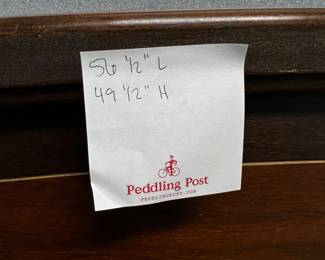 56 1/2" L
49 1/2" H
Peddling Post
PEDDLINGPOST.COM